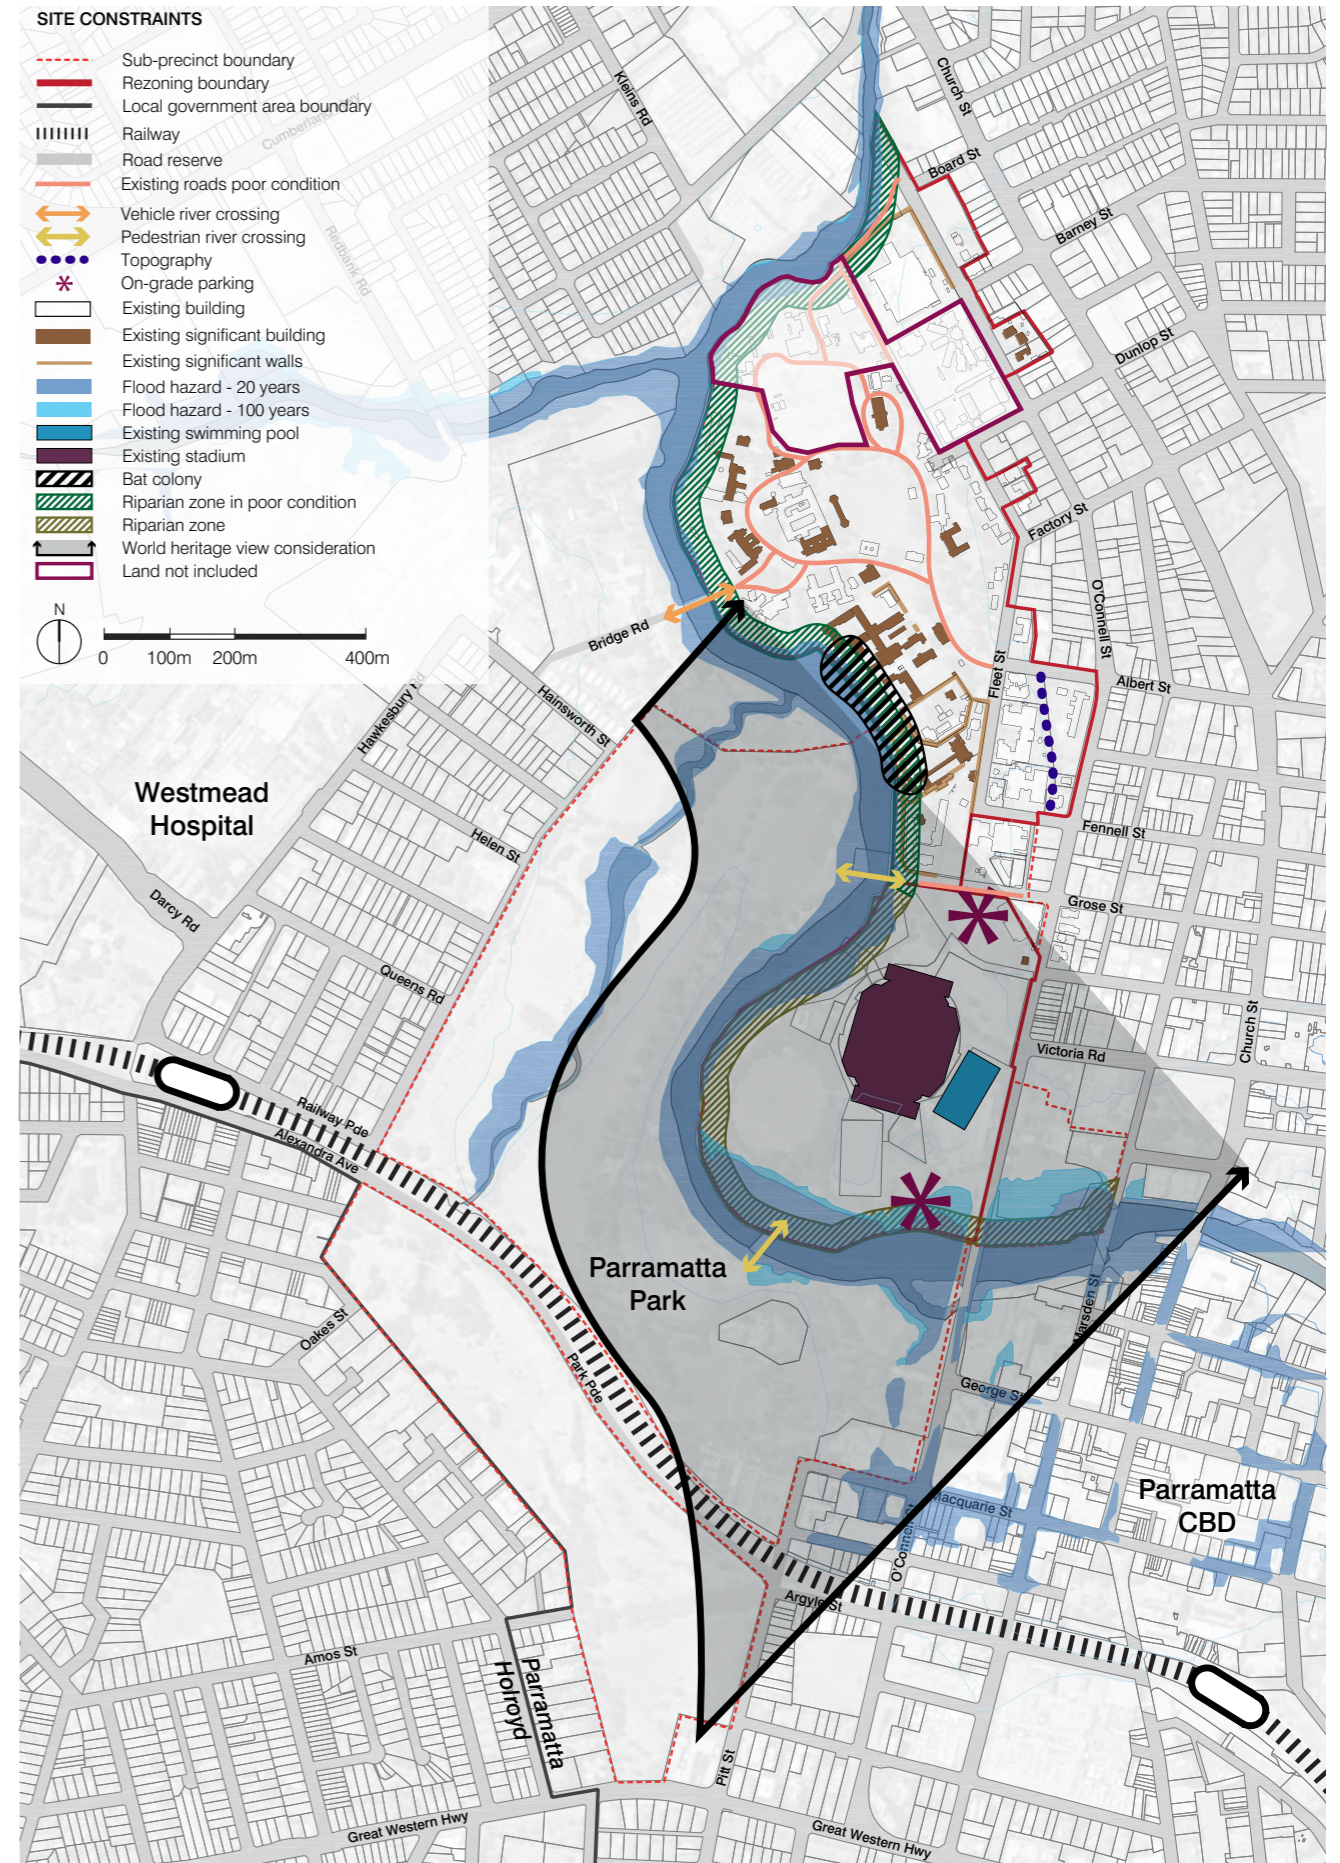 SITE CONSTRAINTS
Sub-precinct boundary
Rezoning boundary
Local government area boundary
Railway
Road reserve
Existing roads poor condition
Vehicle river crossing
Pedestrian river crossing
Topography
On-grade parking
Existing building
Existing significant building
Existing significant walls
Flood hazard - 20 years
Flood hazard - 100 years
Existing swimming pool
Existing stadium
Bat colony
Riparian zone in poor condition
Riparian zone
World heritage view consideration
Land not included
N
0 100m 200m 400m
Redbank Rd
Kleins Rd
Church St
Board St
Barney St
Dunlop St
Factory St
O'Connell St
Albert St
Fleet St
Bridge Rd
Hainsworth St
Hawkesbury Rd
Westmead
Hospital
Helen St
Fennell St
Darcy Rd
Grose St
Queens Rd
Church St
Victoria Rd
Railway Pde
Alexandra Ave
Parramatta
Park
Marsden St
Oakes St
Park Pde
George St
Macquarie St
Parramatta
CBD
O'Connell St
Argyle St
Amos St
Parramatta
Holroyd
Pitt St
Great Western Hwy
Great Western Hwy